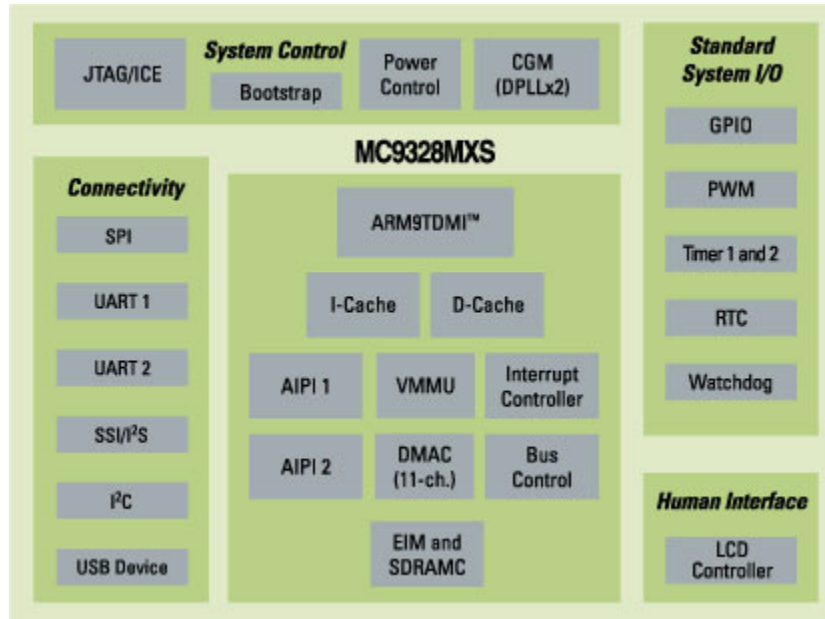 System Control
JTAG/ICE
Bootstrap
Power
Control
CGM
(DPLLx2)
Standard
System I/O
GPIO
PWM
Timer 1 and 2
RTC
Watchdog
MC9328MXS
Connectivity
SPI
UART 1
UART 2
SSI/I²S
I²C
USB Device
ARM9TDMI™
I-Cache
D-Cache
AIPI 1
VMMU
Interrupt
Controller
AIPI 2
DMAC
(11-ch.)
Bus
Control
EIM and
SDRAMC
Human Interface
LCD
Controller